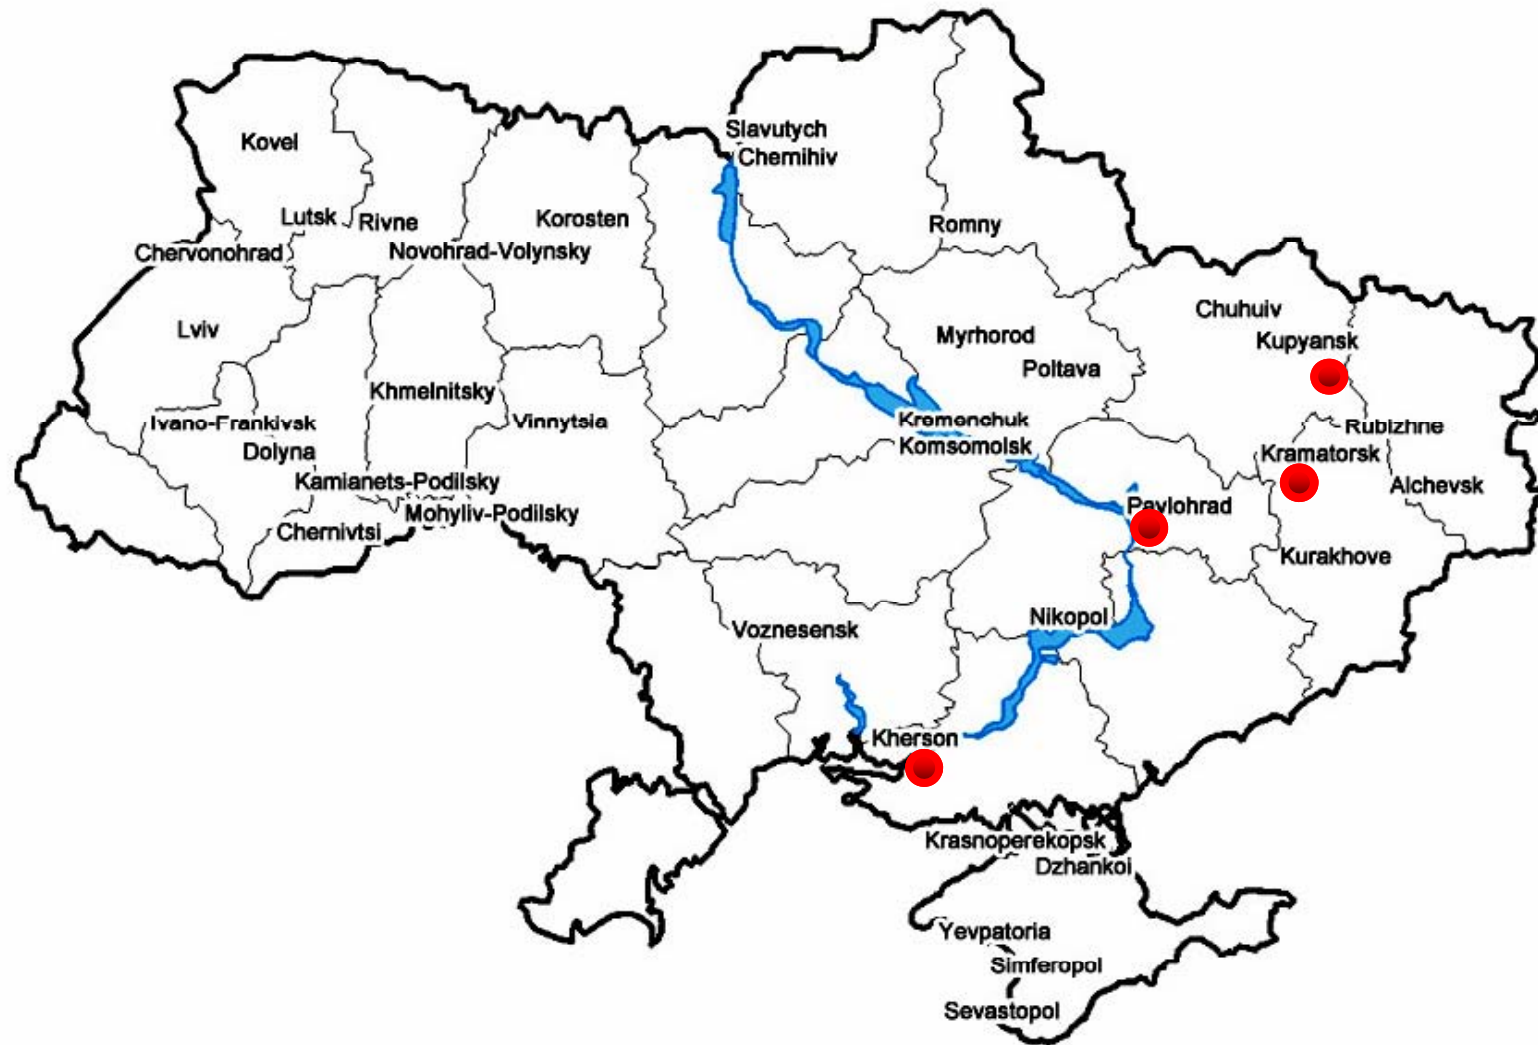 Slavutych
Chernihiv
Kovel
Lutsk
Rivne
Korosten
Romny
Chervonohrad
Novohrad-Volynsky
Chuhuiv
Lviv
Myrhorod
Kupyansk
Poltava
Khmelnitsky
Ivano-Frankivsk
Vinnytsia
Kremenchuk
Rubizhne
Dolyna
Komsomolsk
Kramatorsk
Kamianets-Podilsky
Alchevsk
Pavlohrad
Mohyliv-Podilsky
Chernivtsi
Kurakhove
Nikopol
Voznesensk
Kherson
Krasnoperekopsk
Dzhankoi
Yevpatoria
Simferopol
Sevastopol